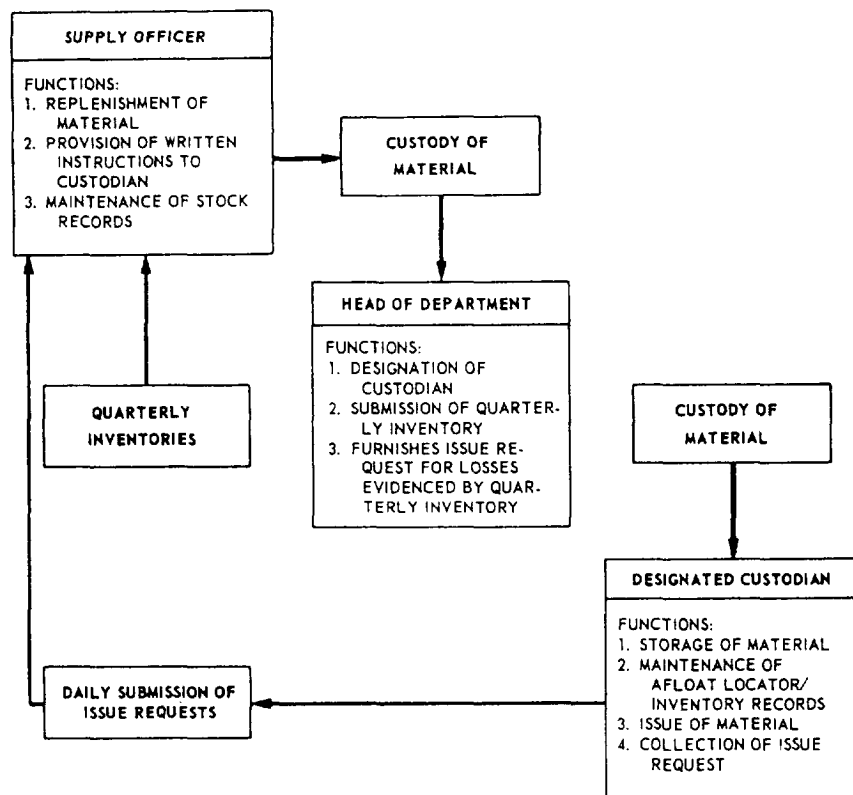 SUPPLY OFFICER
FUNCTIONS:
1. REPLENISHMENT OF
MATERIAL
2. PROVISION OF WRITTEN
INSTRUCTIONS TO
CUSTODIAN
3. MAINTENANCE OF STOCK
RECORDS
CUSTODY OF
MATERIAL
HEAD OF DEPARTMENT
FUNCTIONS:
1. DESIGNATION OF
CUSTODIAN
2. SUBMISSION OF QUARTER-
LY INVENTORY
3. FURNISHES ISSUE RE-
QUEST FOR LOSSES
EVIDENCED BY QUAR-
TERLY INVENTORY
QUARTERLY
INVENTORIES
CUSTODY OF
MATERIAL
DESIGNATED CUSTODIAN
FUNCTIONS:
1. STORAGE OF MATERIAL
2. MAINTENANCE OF
AFLOAT LOCATOR/
INVENTORY RECORDS
3. ISSUE OF MATERIAL
4. COLLECTION OF ISSUE
REQUEST
DAILY SUBMISSION OF
ISSUE REQUESTS